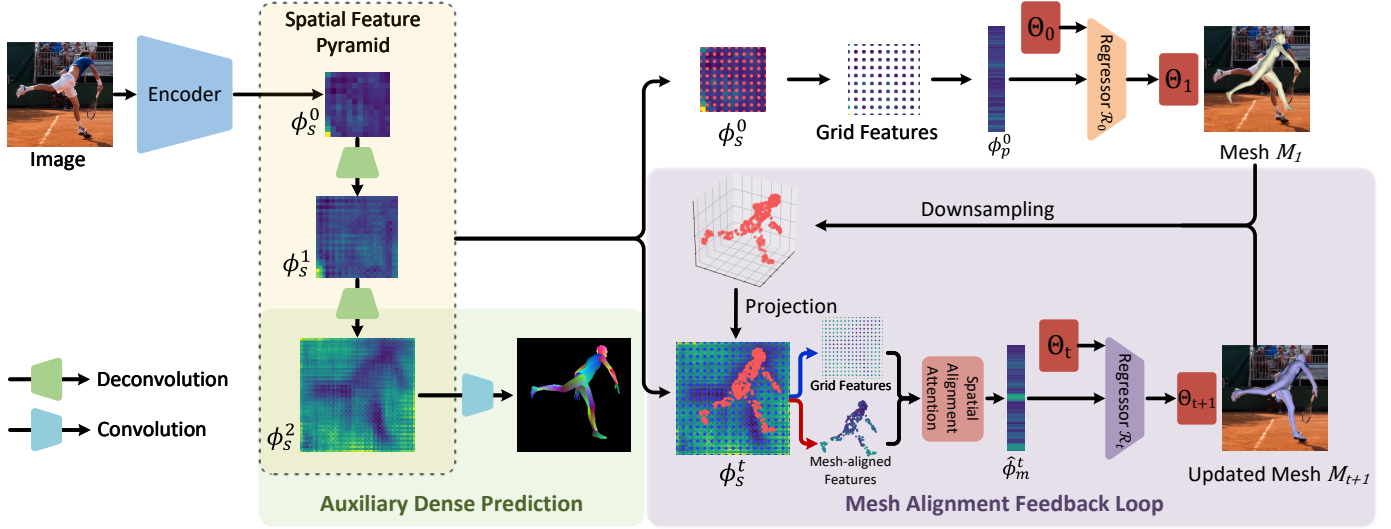 Image
Encoder
Spatial Feature
Pyramid
ϕ_s^0
ϕ_s^1
ϕ_s^2
Deconvolution
Convolution
Auxiliary Dense Prediction
ϕ_s^0
Grid Features
ϕ_p^0
Θ_0
Regressor ℛ_0
Θ_1
Mesh M_1
Downsampling
Projection
ϕ_s^t
Grid Features
Mesh-aligned
Features
Spatial
Alignment
Attention
ϕ̂_m^t
Θ_t
Regressor ℛ_t
Θ_{t+1}
Updated Mesh M_{t+1}
Mesh Alignment Feedback Loop